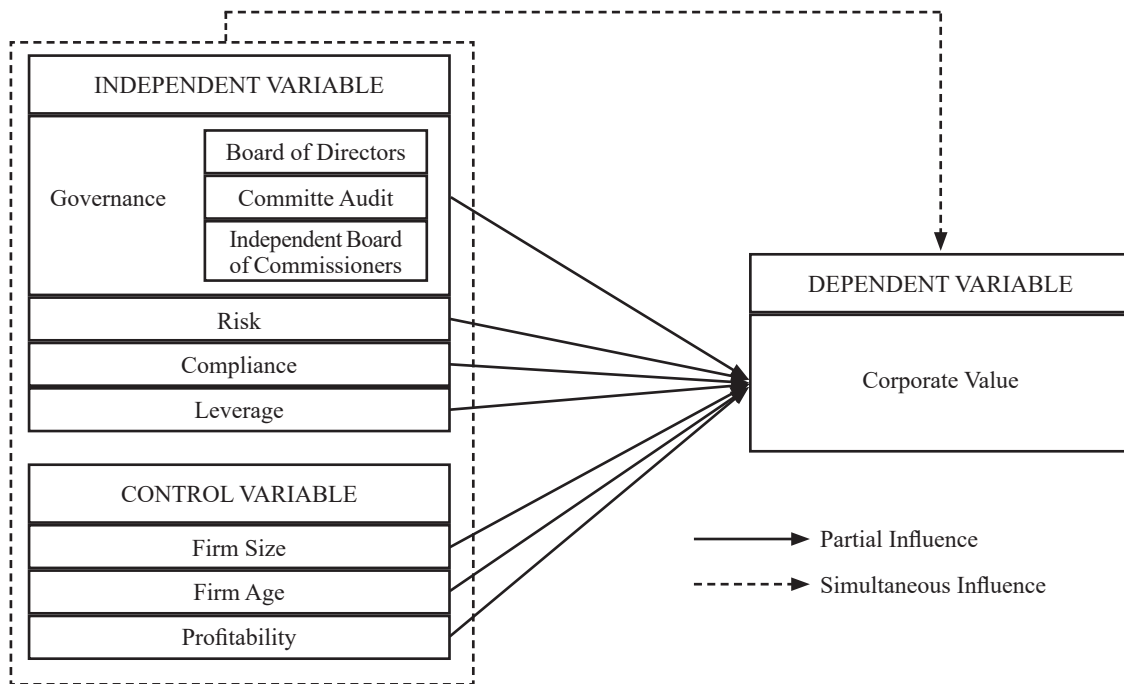 INDEPENDENT VARIABLE
Governance
Board of Directors
Committe Audit
Independent Board
of Commissioners
Risk
Compliance
Leverage
CONTROL VARIABLE
Firm Size
Firm Age
Profitability
DEPENDENT VARIABLE
Corporate Value
Partial Influence
Simultaneous Influence